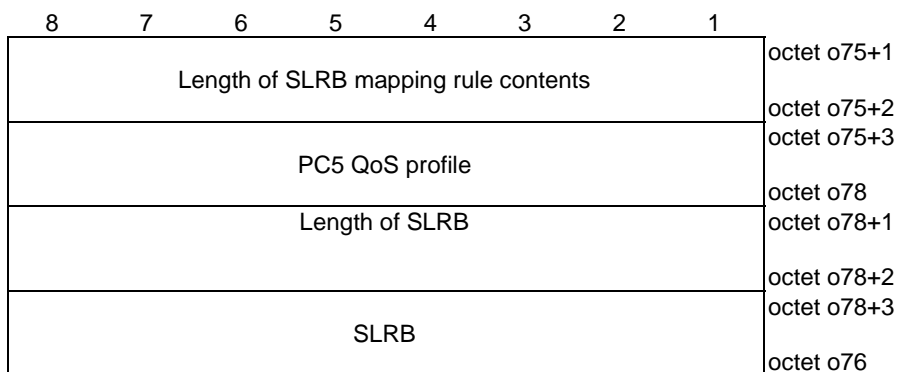 8 7 6 5 4 3 2 1
octet o75+1
Length of SLRB mapping rule contents
octet o75+2
octet o75+3
PC5 QoS profile
octet o78
Length of SLRB octet o78+1
octet o78+2
octet o78+3
SLRB
octet o76